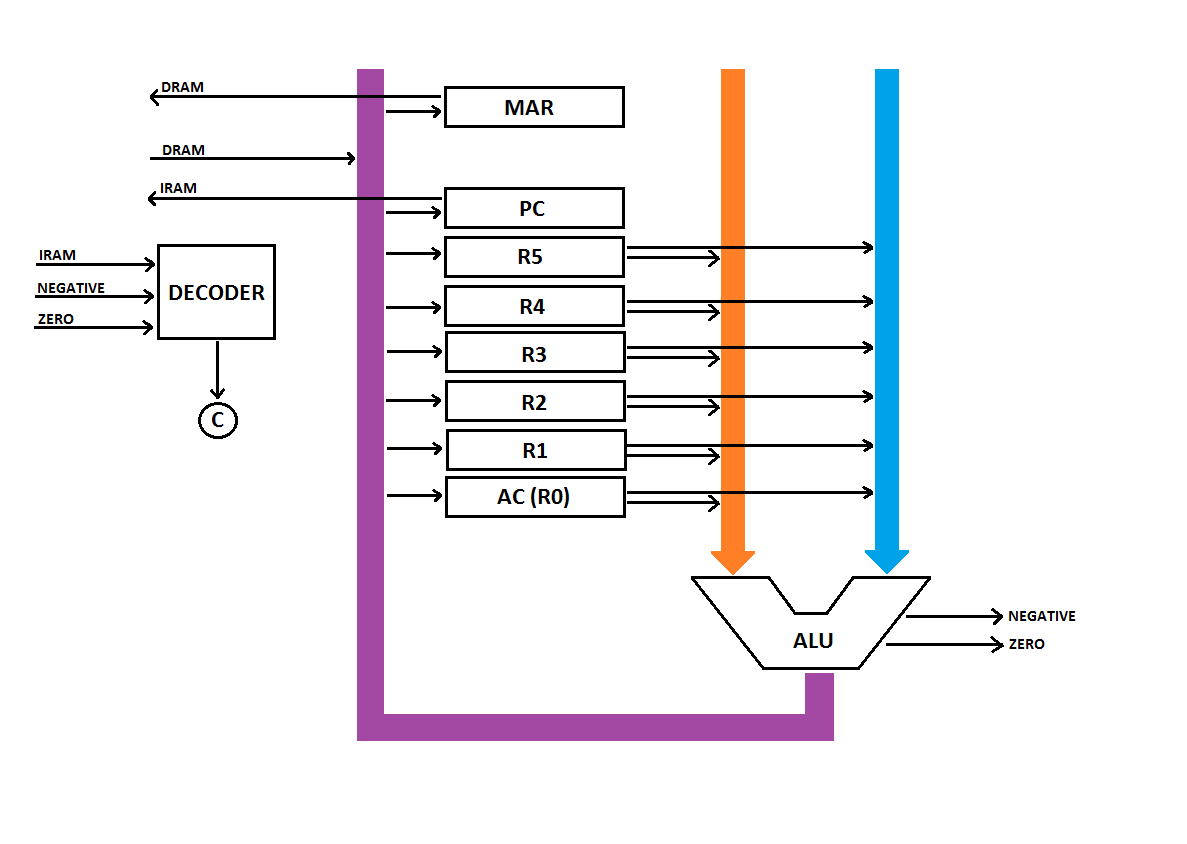 DRAM
MAR
DRAM
IRAM
PC
IRAM
NEGATIVE
ZERO
DECODER
C
R5
R4
R3
R2
R1
AC (R0)
ALU
NEGATIVE
ZERO